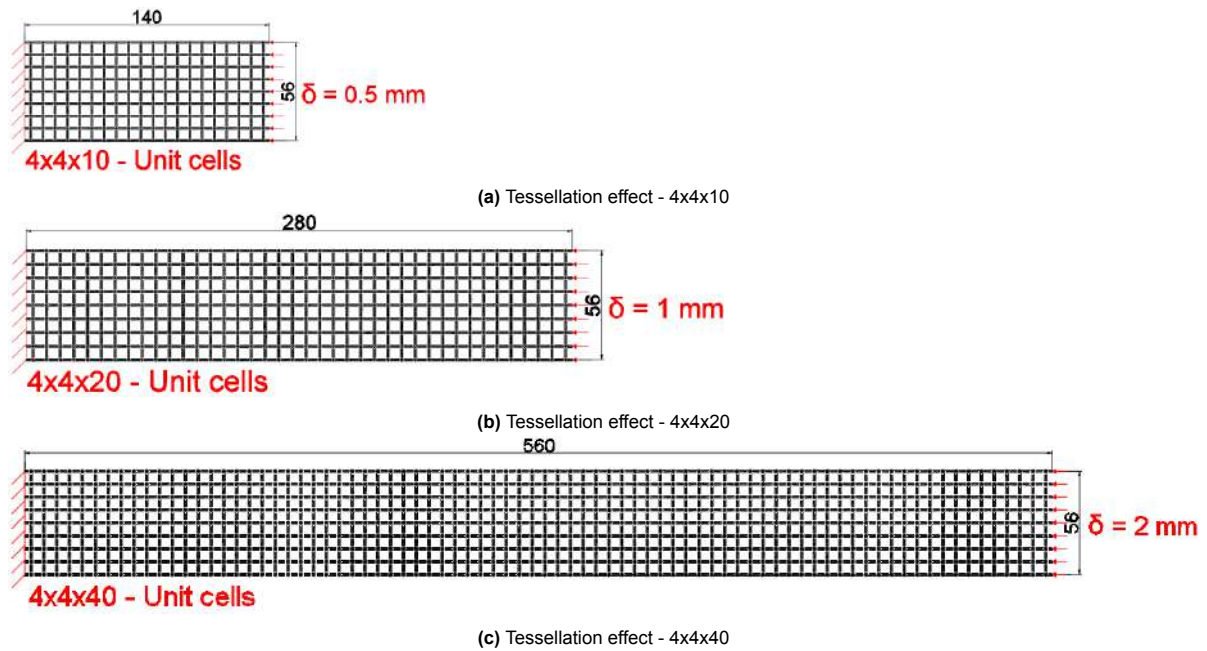 140
56
δ = 0.5 mm
4x4x10 - Unit cells
(a) Tessellation effect - 4x4x10
280
56
δ = 1 mm
4x4x20 - Unit cells
(b) Tessellation effect - 4x4x20
560
56
δ = 2 mm
4x4x40 - Unit cells
(c) Tessellation effect - 4x4x40